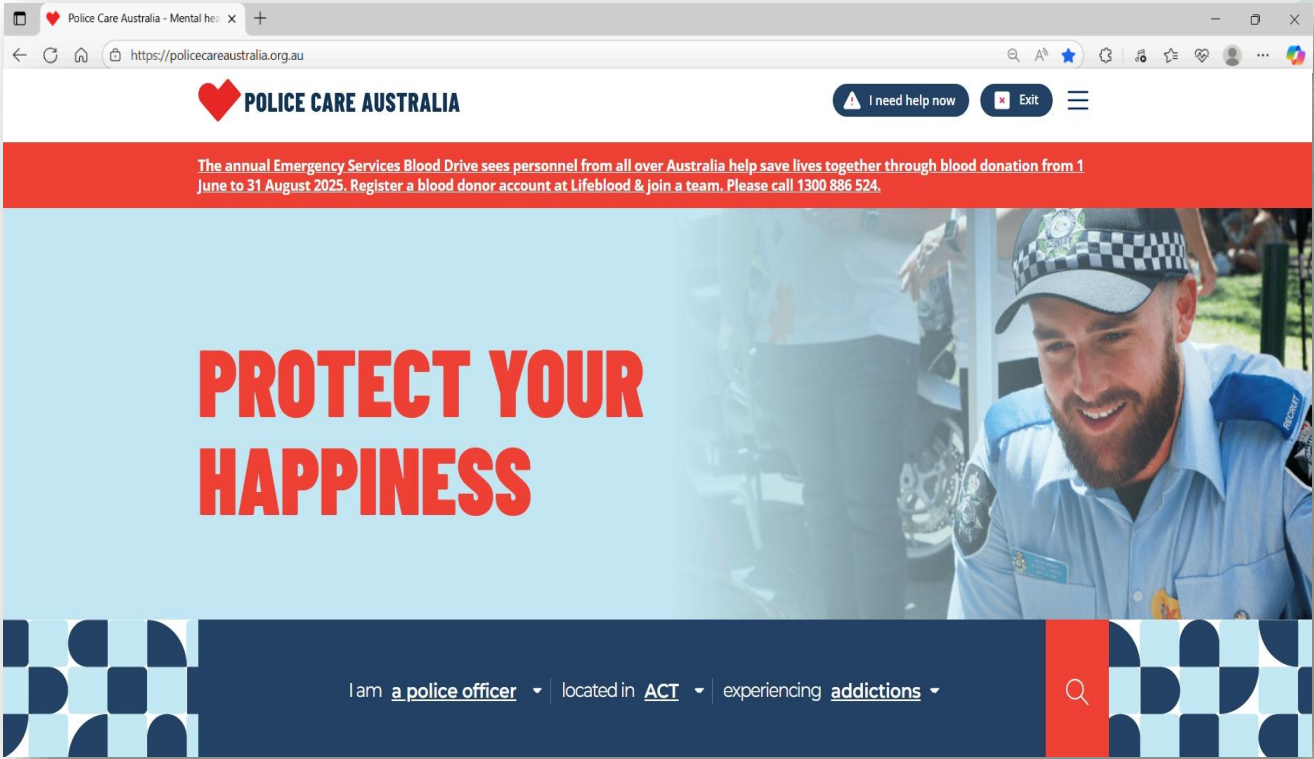 Police Care Australia - Mental hea
https://policecareaustralia.org.au
POLICE CARE AUSTRALIA
I need help now
Exit
The annual Emergency Services Blood Drive sees personnel from all over Australia help save lives together through blood donation from 1
June to 31 August 2025. Register a blood donor account at Lifeblood & join a team. Please call 1300 886 524.
PROTECT YOUR
HAPPINESS
RECRUIT
I am a police officer located in ACT experiencing addictions